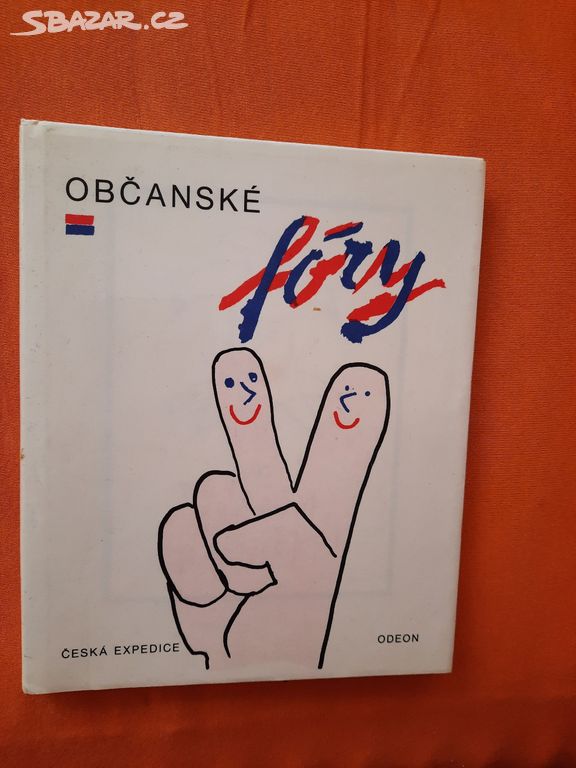 SBAZAR.CZ
OBČANSKÉ
fóry
ČESKÁ EXPEDICE
ODEON